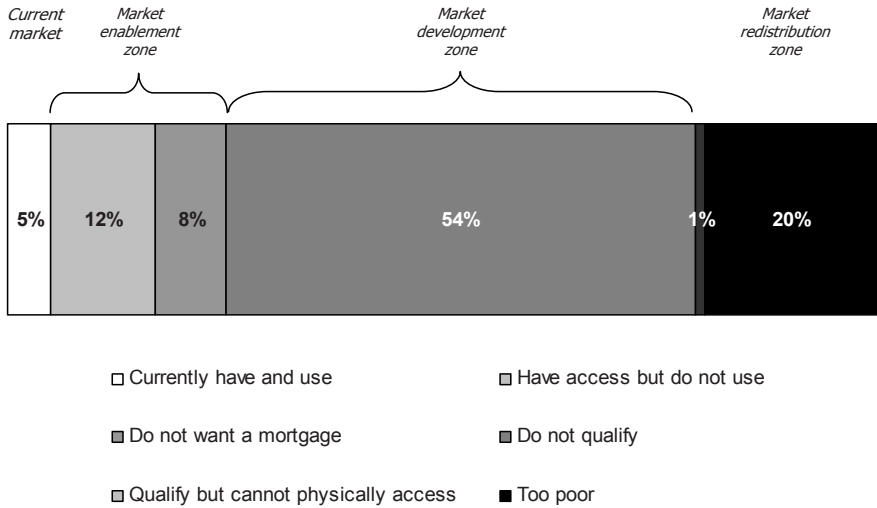 Current
market
Market
enablement
zone
Market
development
zone
Market
redistribution
zone
5%
12%
8%
54%
1%
20%
Currently have and use
Have access but do not use
Do not want a mortgage
Do not qualify
Qualify but cannot physically access
Too poor